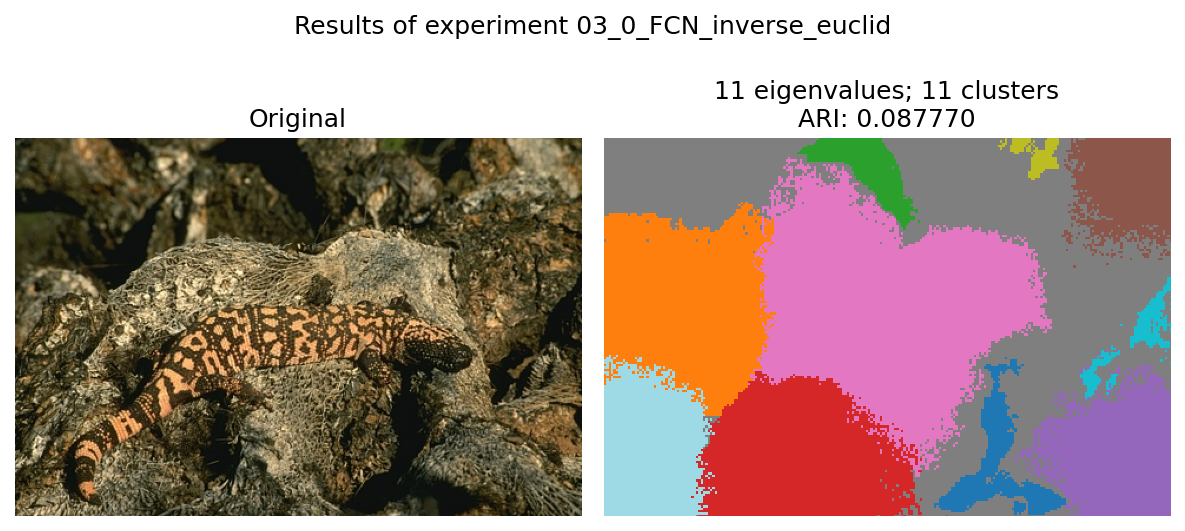 Results of experiment 03_0_FCN_inverse_euclid
Original
11 eigenvalues; 11 clusters
ARI: 0.087770